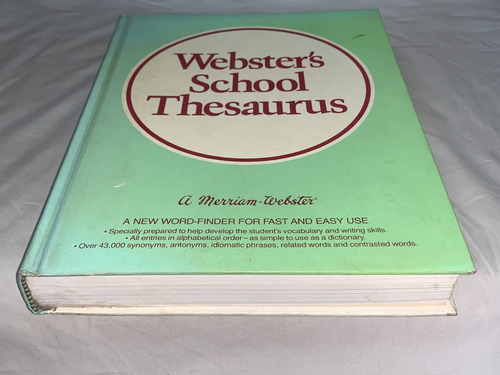 Webster's
School
Thesaurus
a Merriam-Webster®
A NEW WORD-FINDER FOR FAST AND EASY USE
• Specially prepared to help develop the student's vocabulary and writing skills.
• All entries in alphabetical order – as simple to use as a dictionary.
• Over 43,000 synonyms, antonyms, idiomatic phrases, related words and contrasted words.